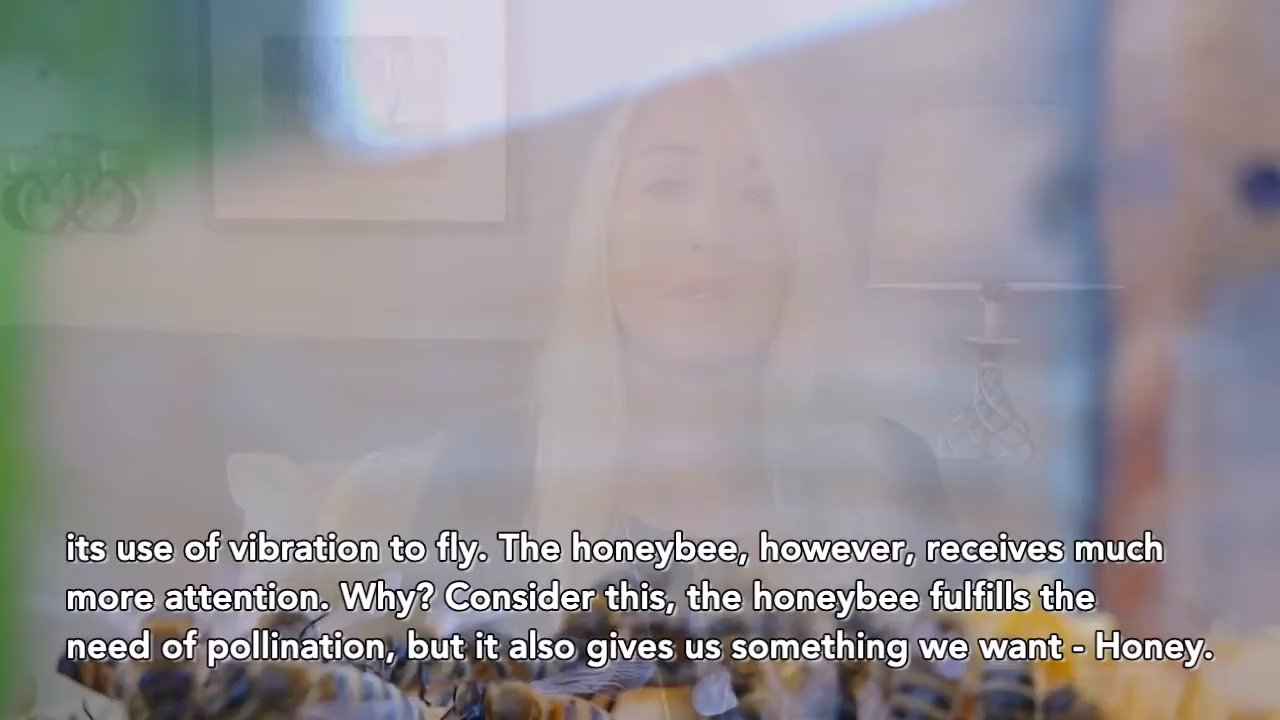 its use of vibration to fly. The honeybee, however, receives much
more attention. Why? Consider this, the honeybee fulfills the
need of pollination, but it also gives us something we want - Honey.